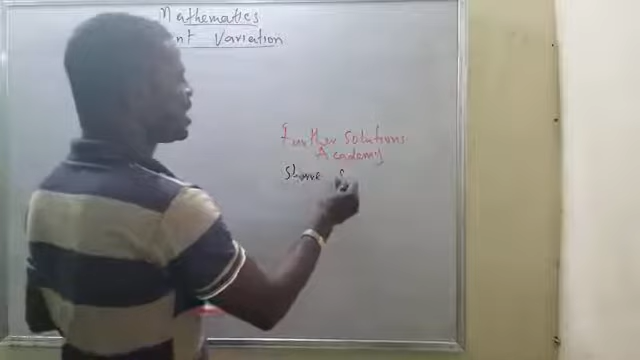 Mathematics
nt Variation
Further Solutions
Academy
Share